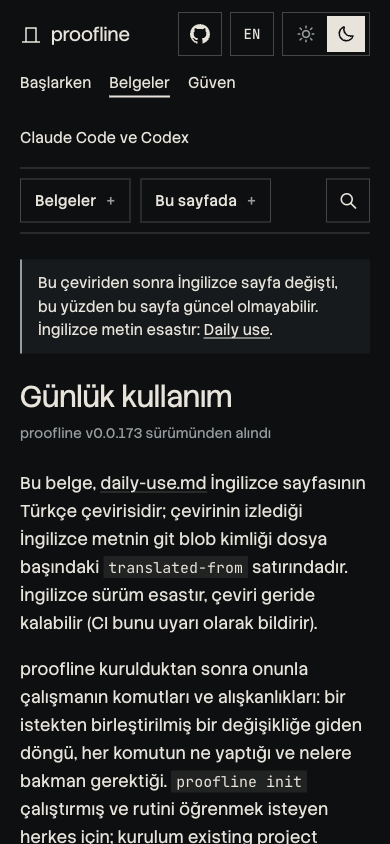 proofline
EN
Başlarken Belgeler Güven
Claude Code ve Codex
Belgeler +
Bu sayfada +
Bu çeviriden sonra İngilizce sayfa değişti,
bu yüzden bu sayfa güncel olmayabilir.
İngilizce metin esastır: Daily use.
Günlük kullanım
proofline v0.0.173 sürümünden alındı
Bu belge, daily-use.md İngilizce sayfasının
Türkçe çevirisidir; çevirinin izlediği
İngilizce metnin git blob kimliği dosya
başındaki translated-from satırındadır.
İngilizce sürüm esastır, çeviri geride
kalabilir (CI bunu uyarı olarak bildirir).
proofline kurulduktan sonra onunla
çalışmanın komutları ve alışkanlıkları: bir
istekten birleştirilmiş bir değişikliğe giden
döngü, her komutun ne yaptığı ve nelere
bakman gerektiği. proofline init
çalıştırmış ve rutini öğrenmek isteyen
herkes için; kurulum existing project